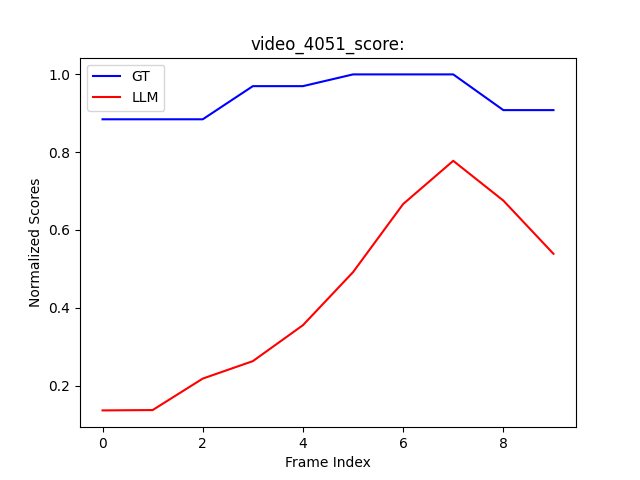 video_4051_score:
GT
LLM
1.0
0.8
0.6
0.4
0.2
Normalized Scores
0 2 4 6 8
Frame Index